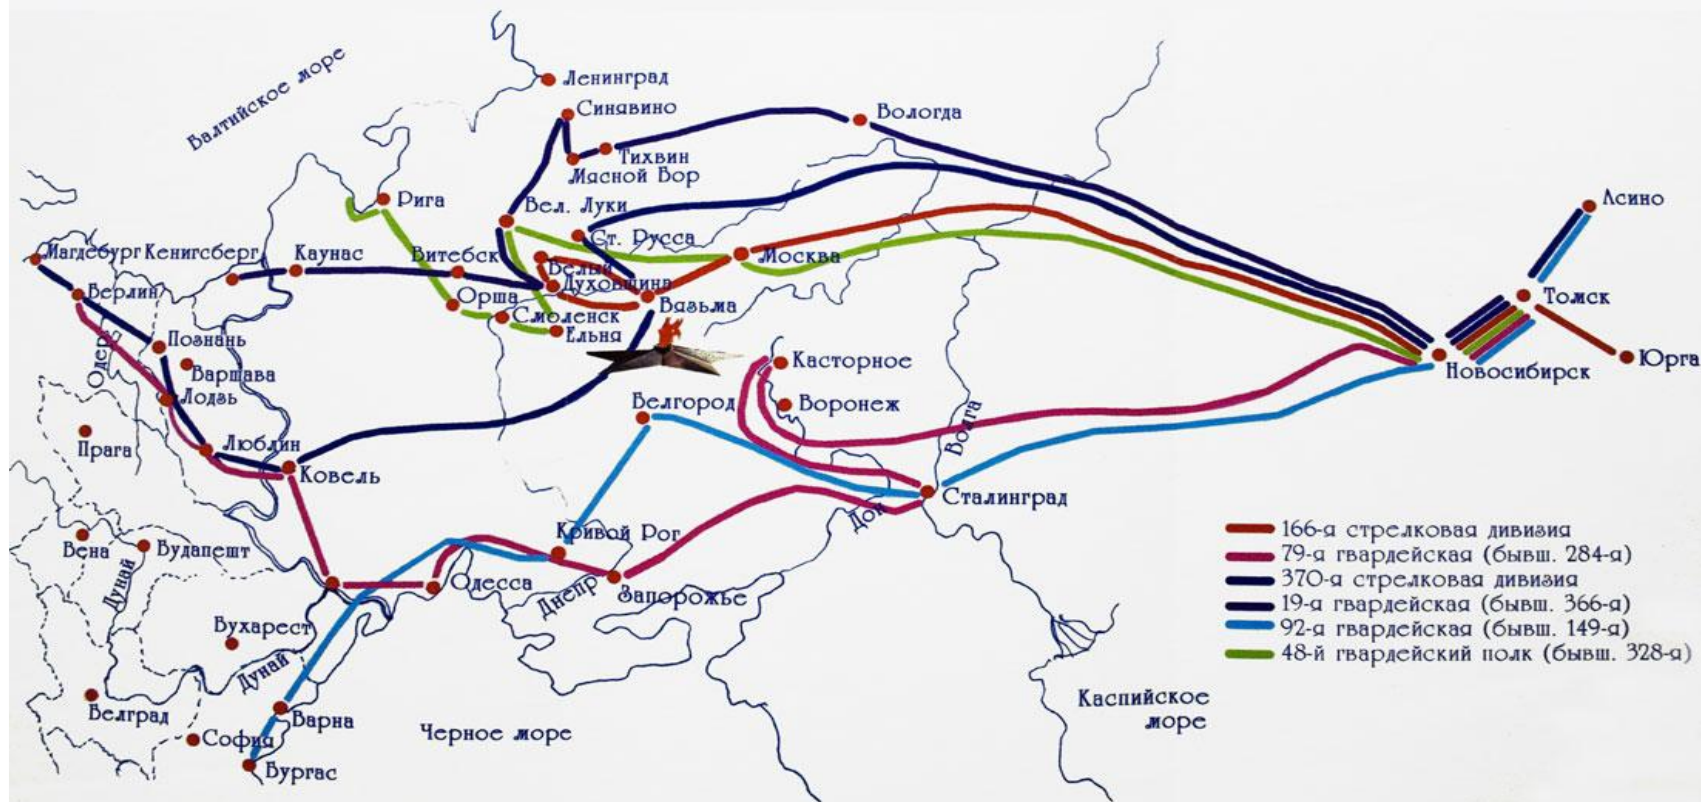 Балтийское море
Ленинград
Синявино
Вологда
Тихвин
Мясной Бор
Рига
Вел. Луки
Асино
Ст. Русса
Москва
Магдебург
Кенигсберг
Каунас
Витебск
Белый
Духовщина
Берлин
Орша
Смоленск
Вязьма
Ельня
Томск
Юрга
Новосибирск
Познань
Одер
Варшава
Лодзь
Касторное
Воронеж
Белгород
Волга
Прага
Люблин
Ковель
Сталинград
Дон
Вена
Будапешт
Дунай
Кривой Рог
Одесса
Днепр
Запорожье
Бухарест
Дунай
Белград
София
Варна
Бургас
Черное море
Каспийское
море
166-я стрелковая дивизия
79-я гвардейская (бывш. 284-я)
370-я стрелковая дивизия
19-я гвардейская (бывш. 366-я)
92-я гвардейская (бывш. 149-я)
48-й гвардейский полк (бывш. 328-я)